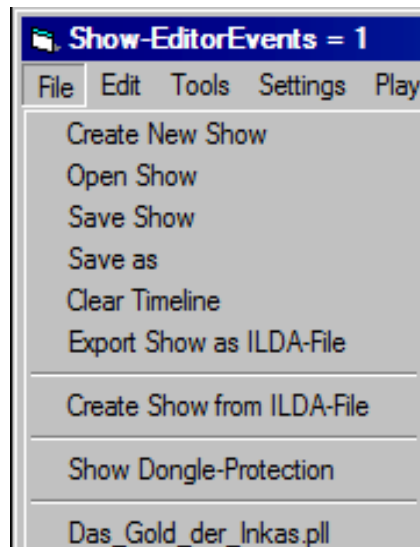 Show-EditorEvents = 1
File Edit Tools Settings Play
Create New Show
Open Show
Save Show
Save as
Clear Timeline
Export Show as ILDA-File
Create Show from ILDA-File
Show Dongle-Protection
Das_Gold_der_Inkas.pll